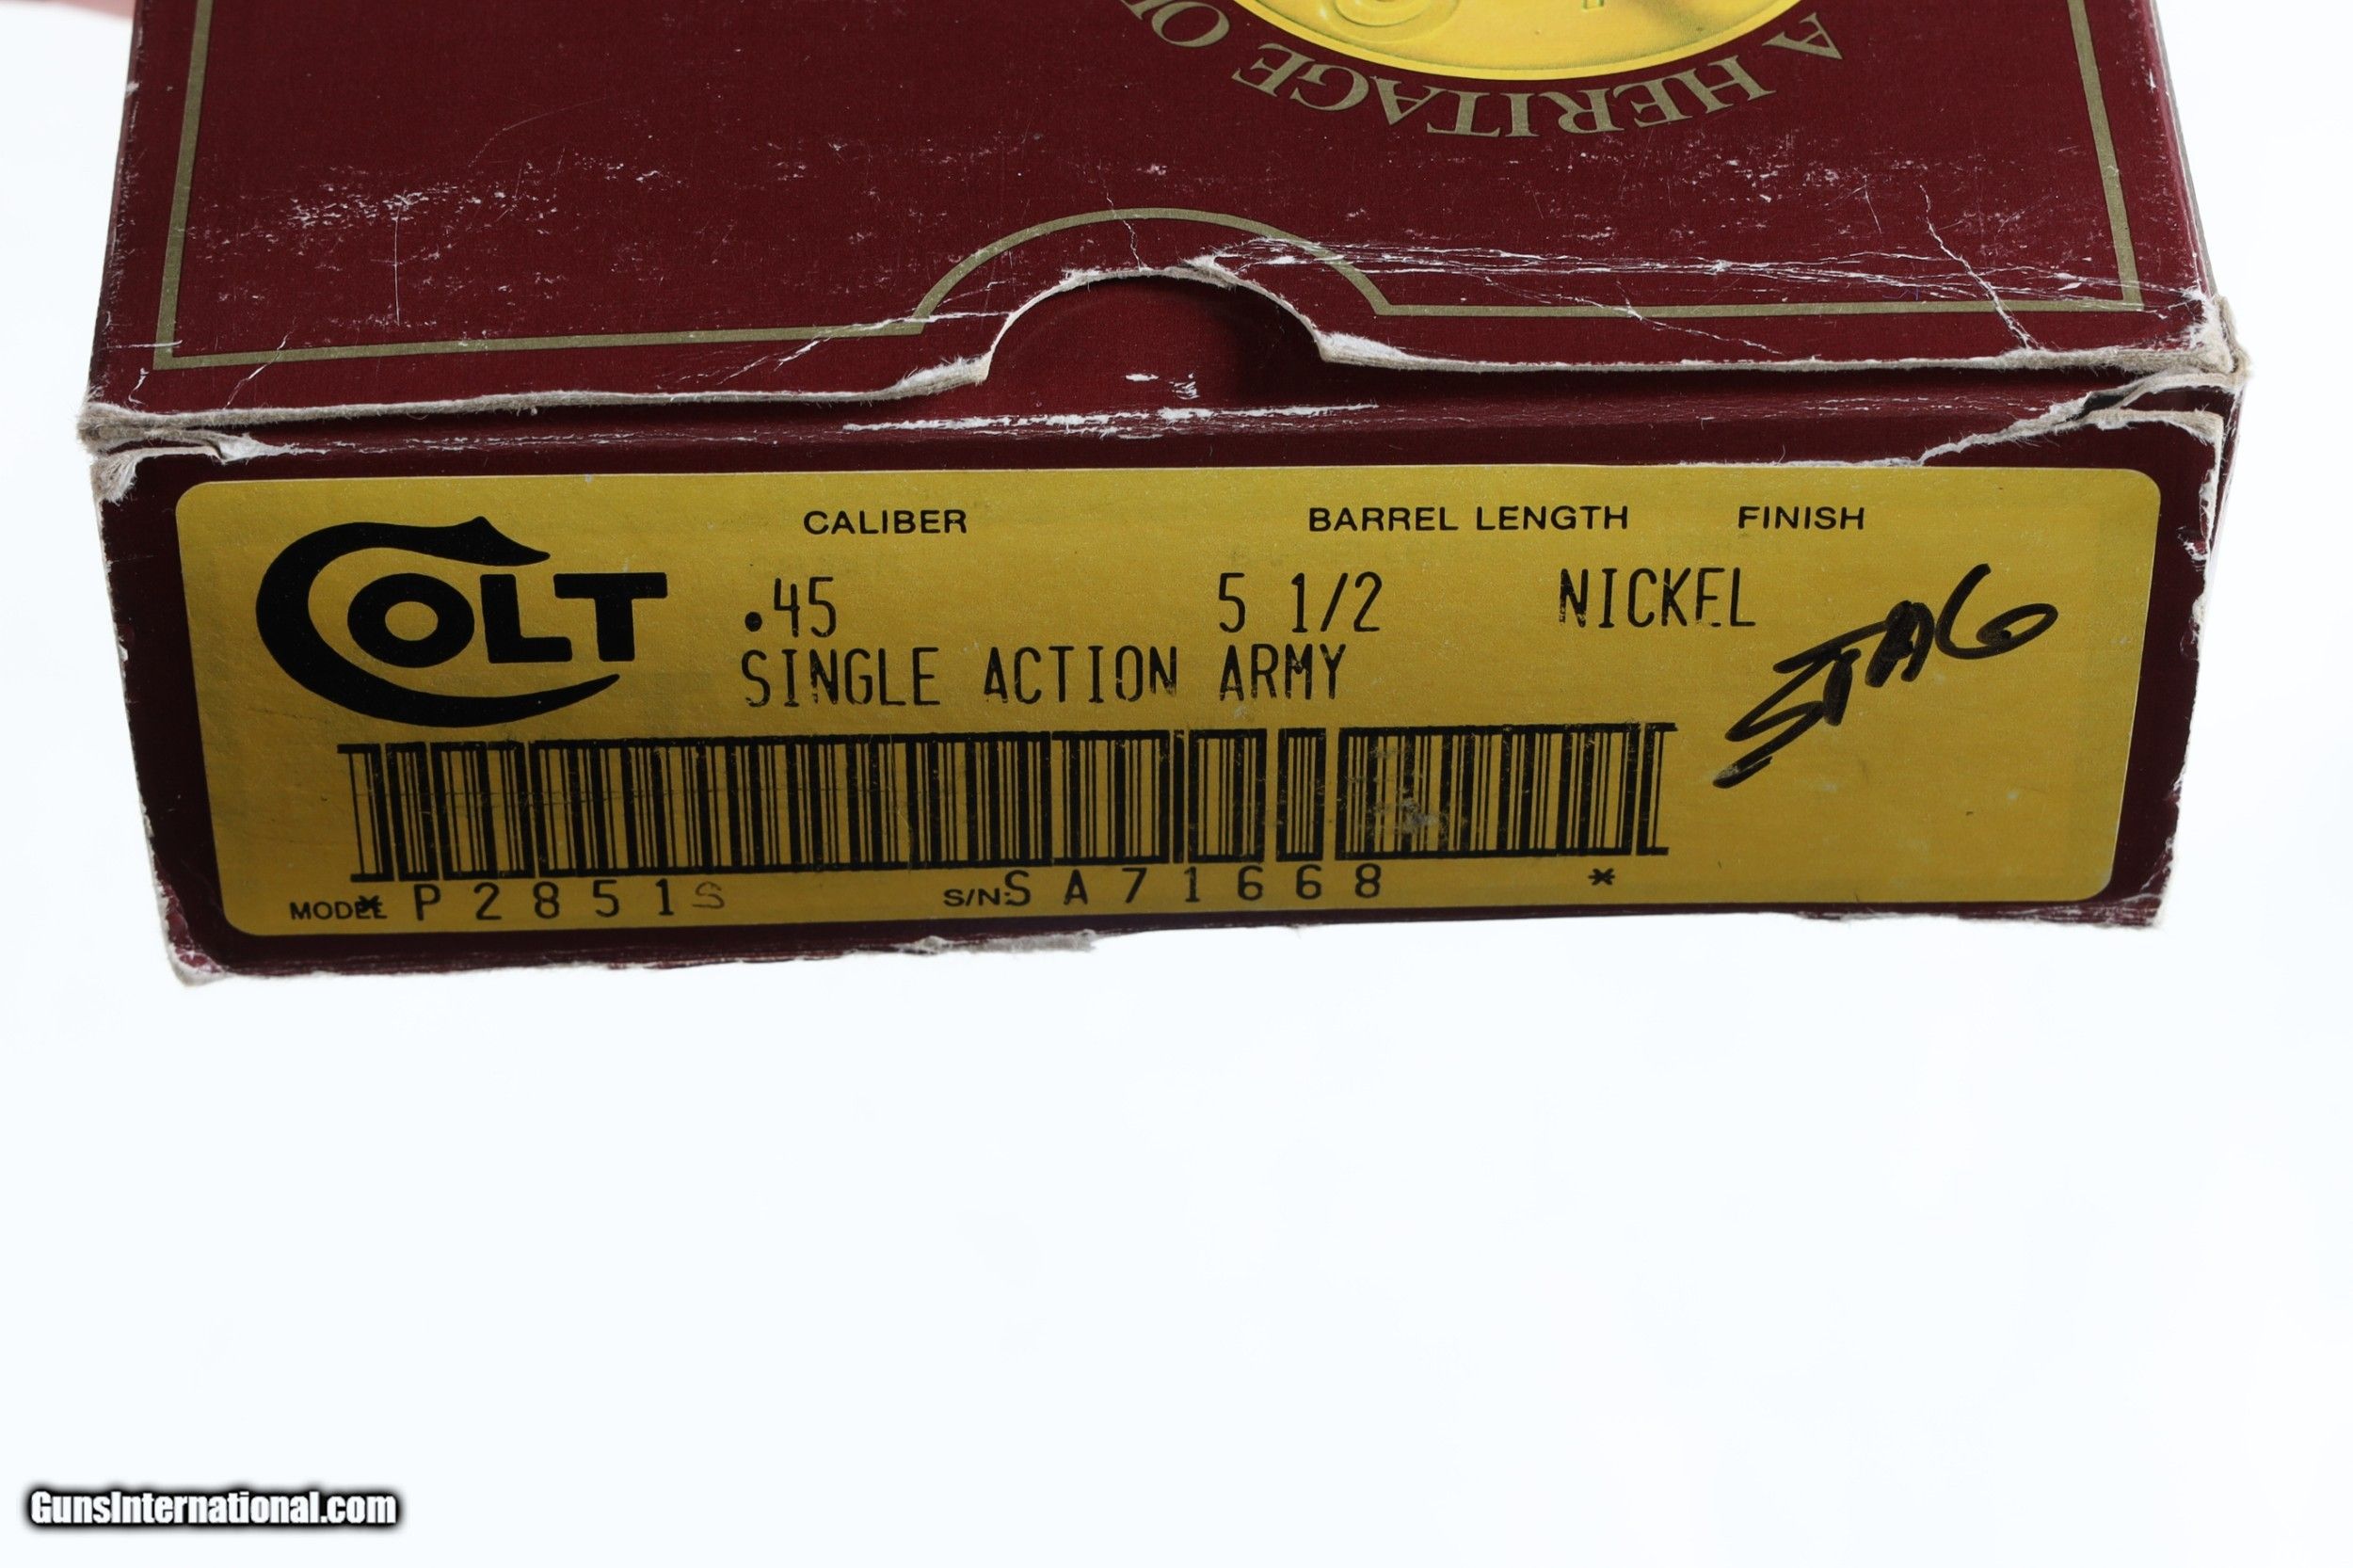 A HERITAGE O
COLT
CALIBER BARREL LENGTH FINISH
.45 5 1/2 NICKEL
SINGLE ACTION ARMY
STAG
MODEL * P2851S S/N: SA71668 *
GunsInternational.com